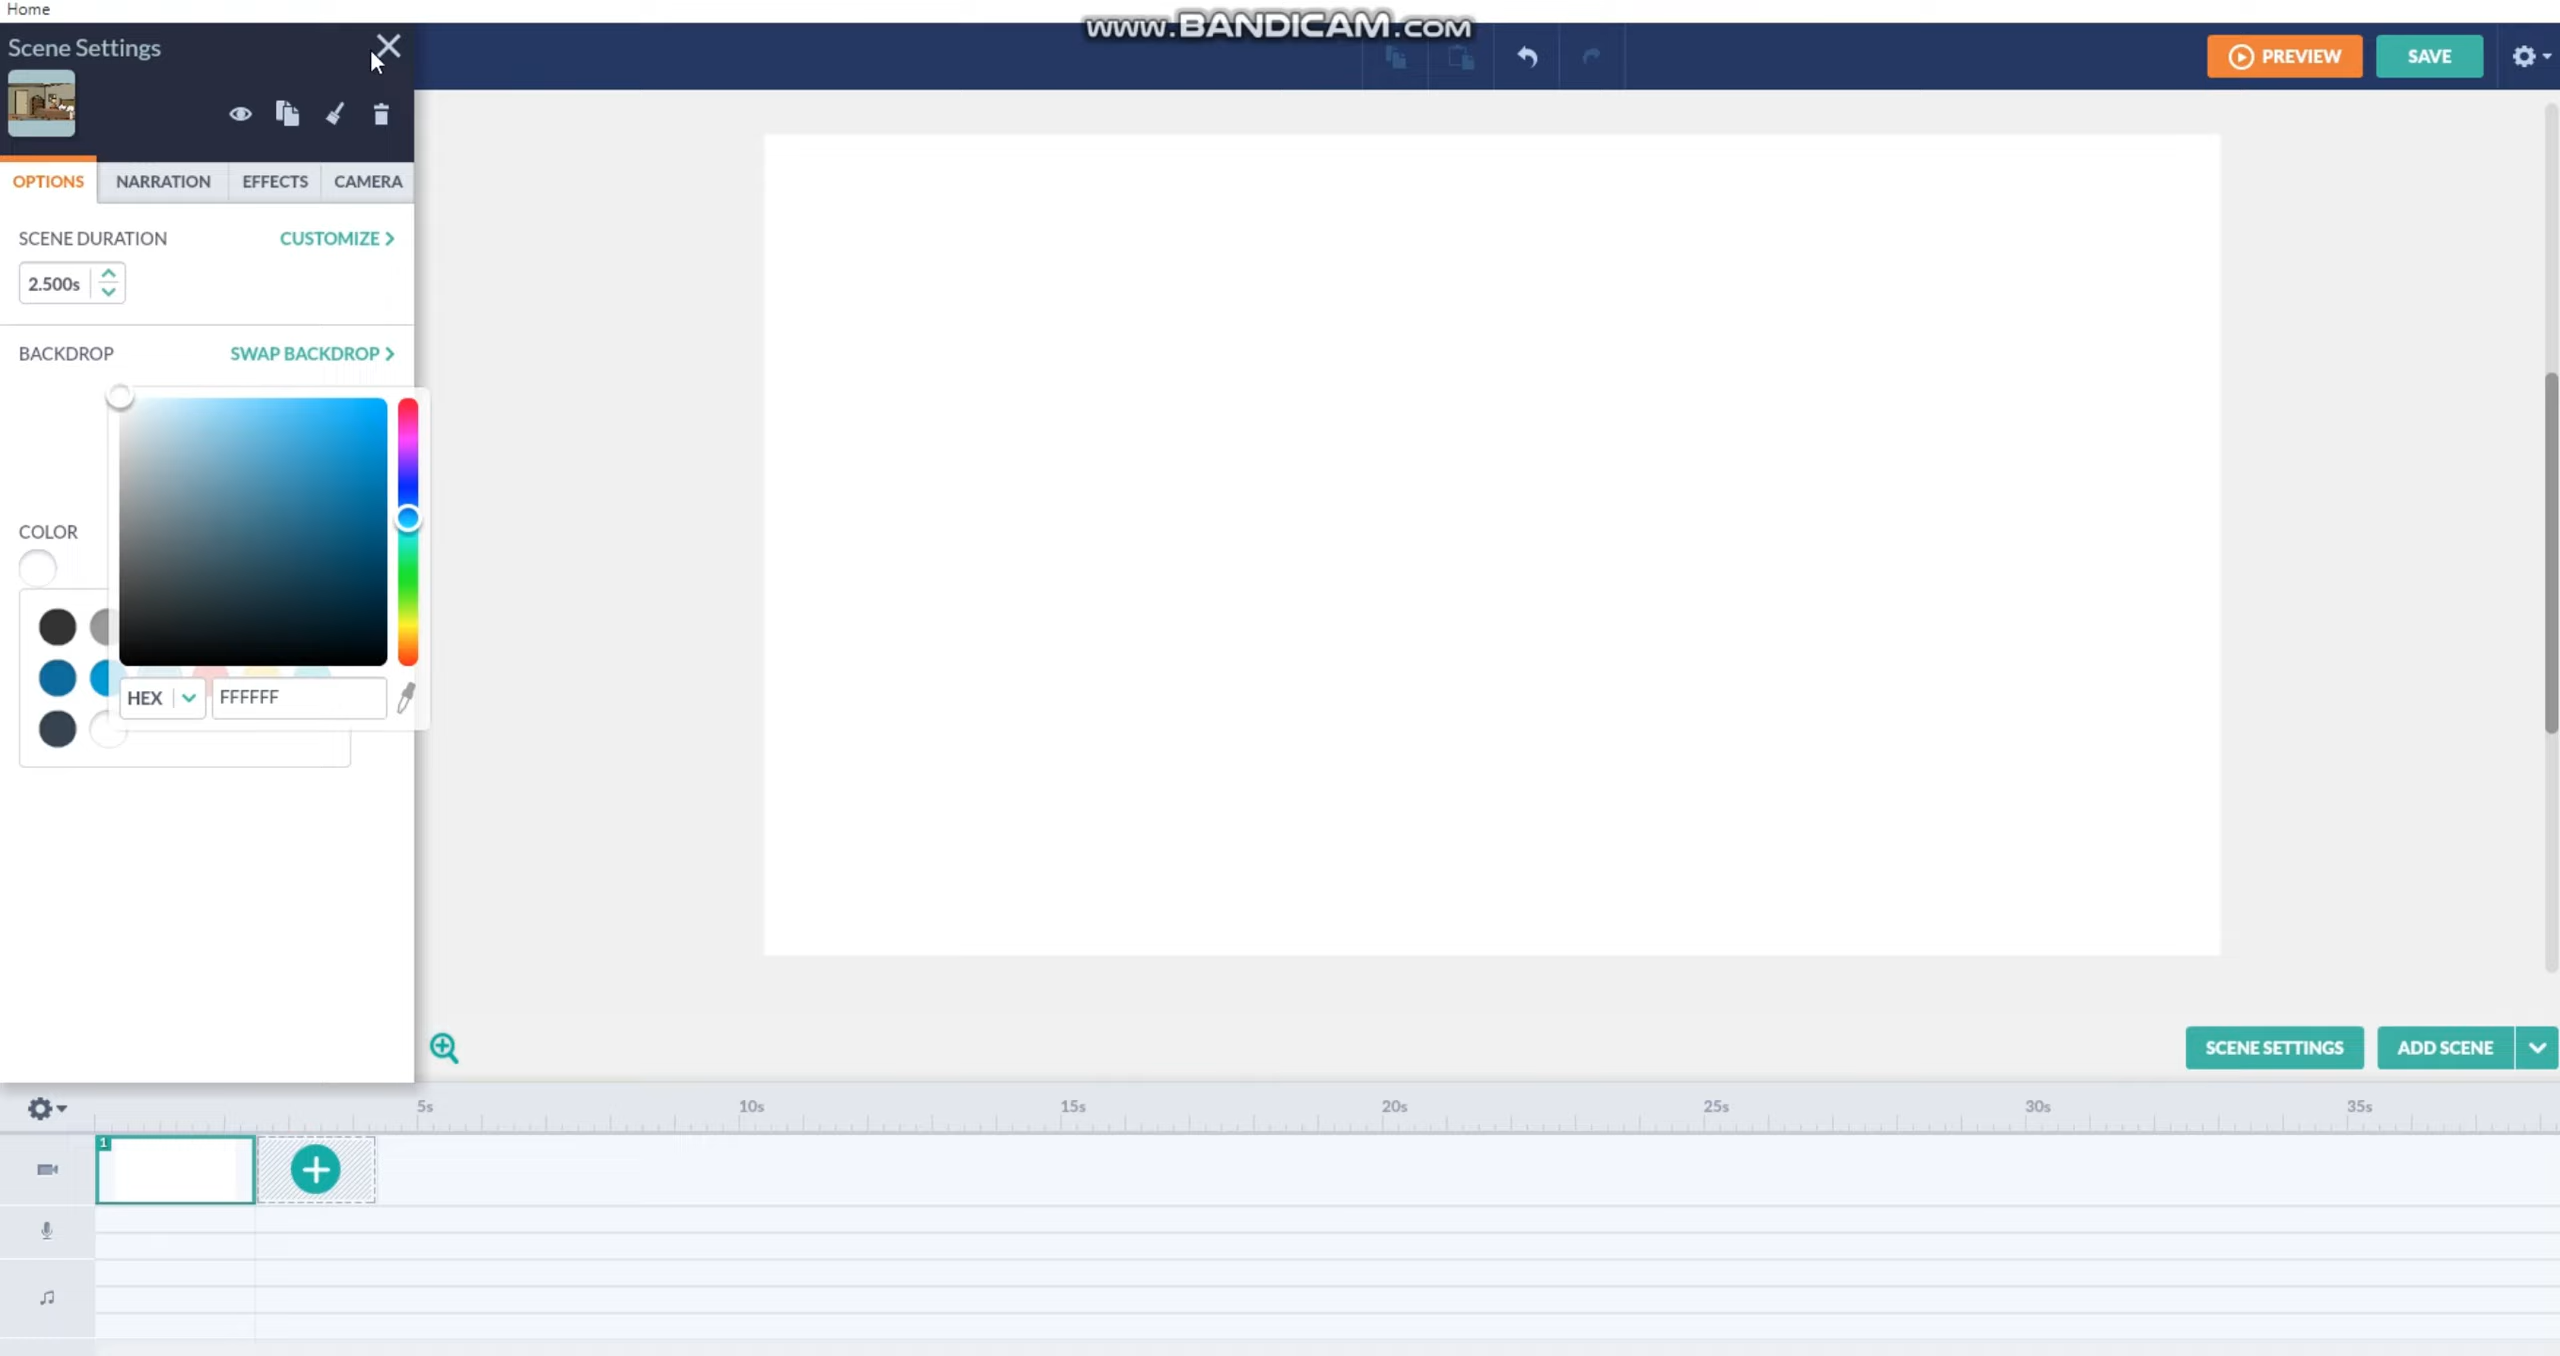 Home
www.BANDICAM.com
Scene Settings
PREVIEW
SAVE
OPTIONS
NARRATION
EFFECTS
CAMERA
SCENE DURATION
CUSTOMIZE
2.500s
BACKDROP
SWAP BACKDROP
COLOR
HEX
FFFFFF
SCENE SETTINGS
ADD SCENE
5s
10s
15s
20s
25s
30s
35s
1